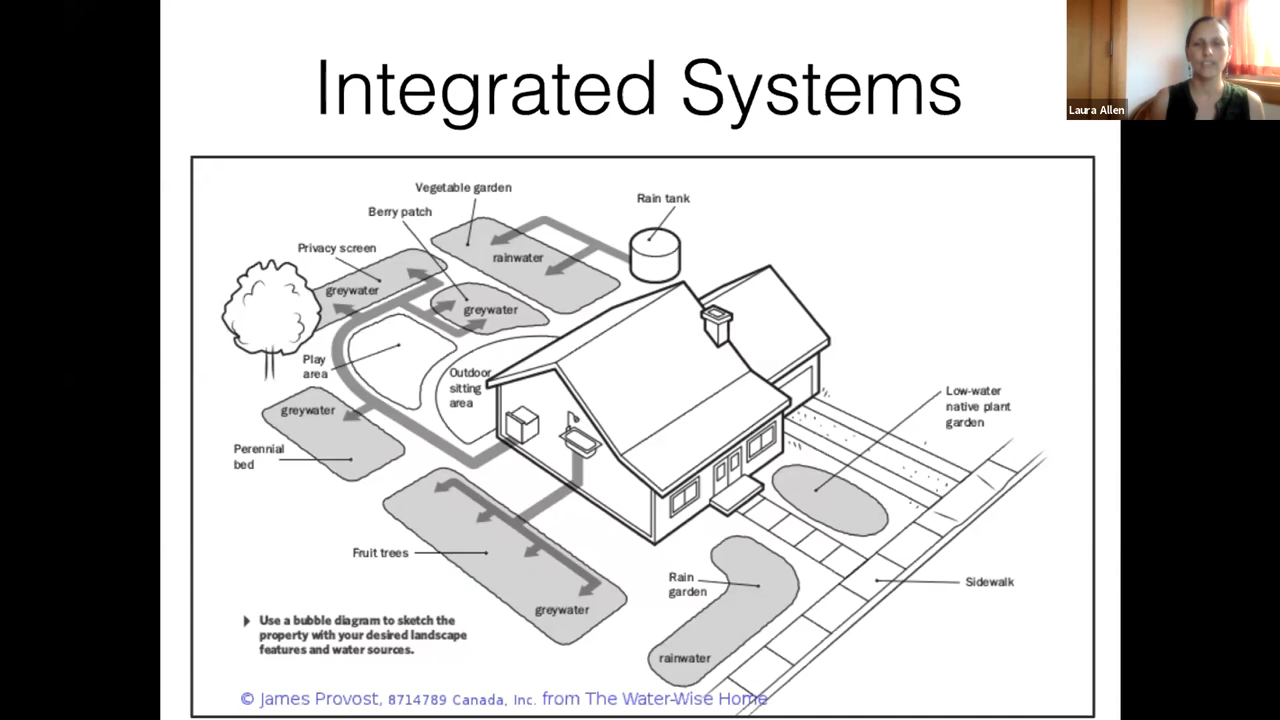 Integrated Systems
Laura Allen
Vegetable garden
Berry patch
Rain tank
Privacy screen
rainwater
greywater
greywater
Play
area
Outdoor
sitting
area
greywater
Low-water
native plant
garden
Perennial
bed
Fruit trees
Rain
garden
Sidewalk
greywater
Use a bubble diagram to sketch the
property with your desired landscape
features and water sources.
rainwater
© James Provost, 8714789 Canada, Inc. from The Water-Wise Home